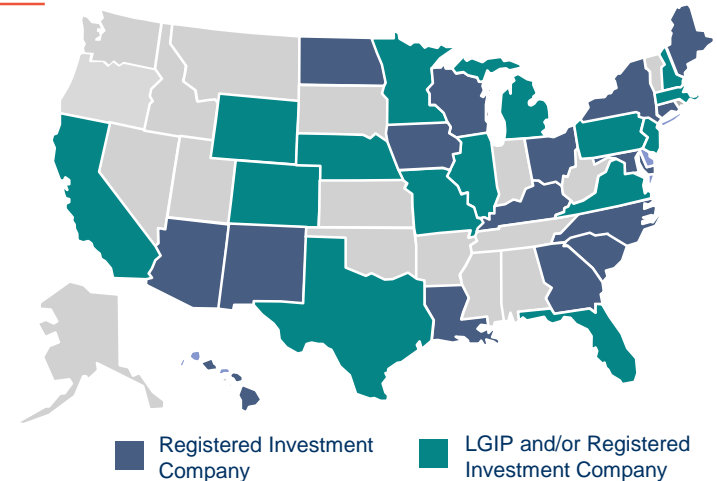 Registered Investment
Company
LGIP and/or Registered
Investment Company